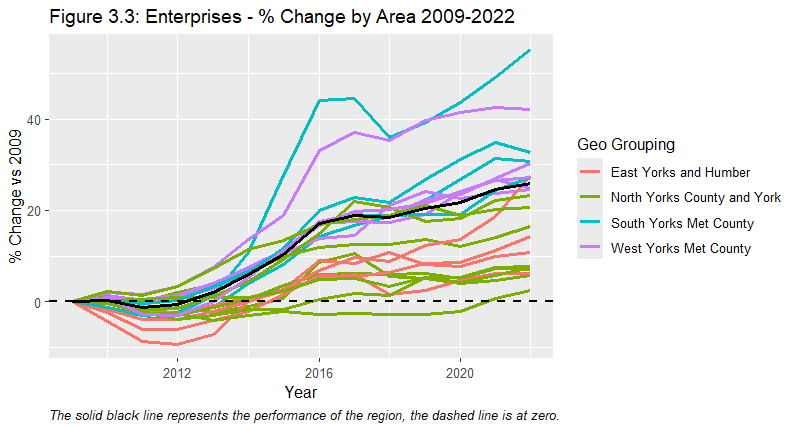 Figure 3.3: Enterprises - % Change by Area 2009-2022
% Change vs 2009
40
20
0
2012
2016
2020
Year
Geo Grouping
East Yorks and Humber
North Yorks County and York
South Yorks Met County
West Yorks Met County
The solid black line represents the performance of the region, the dashed line is at zero.